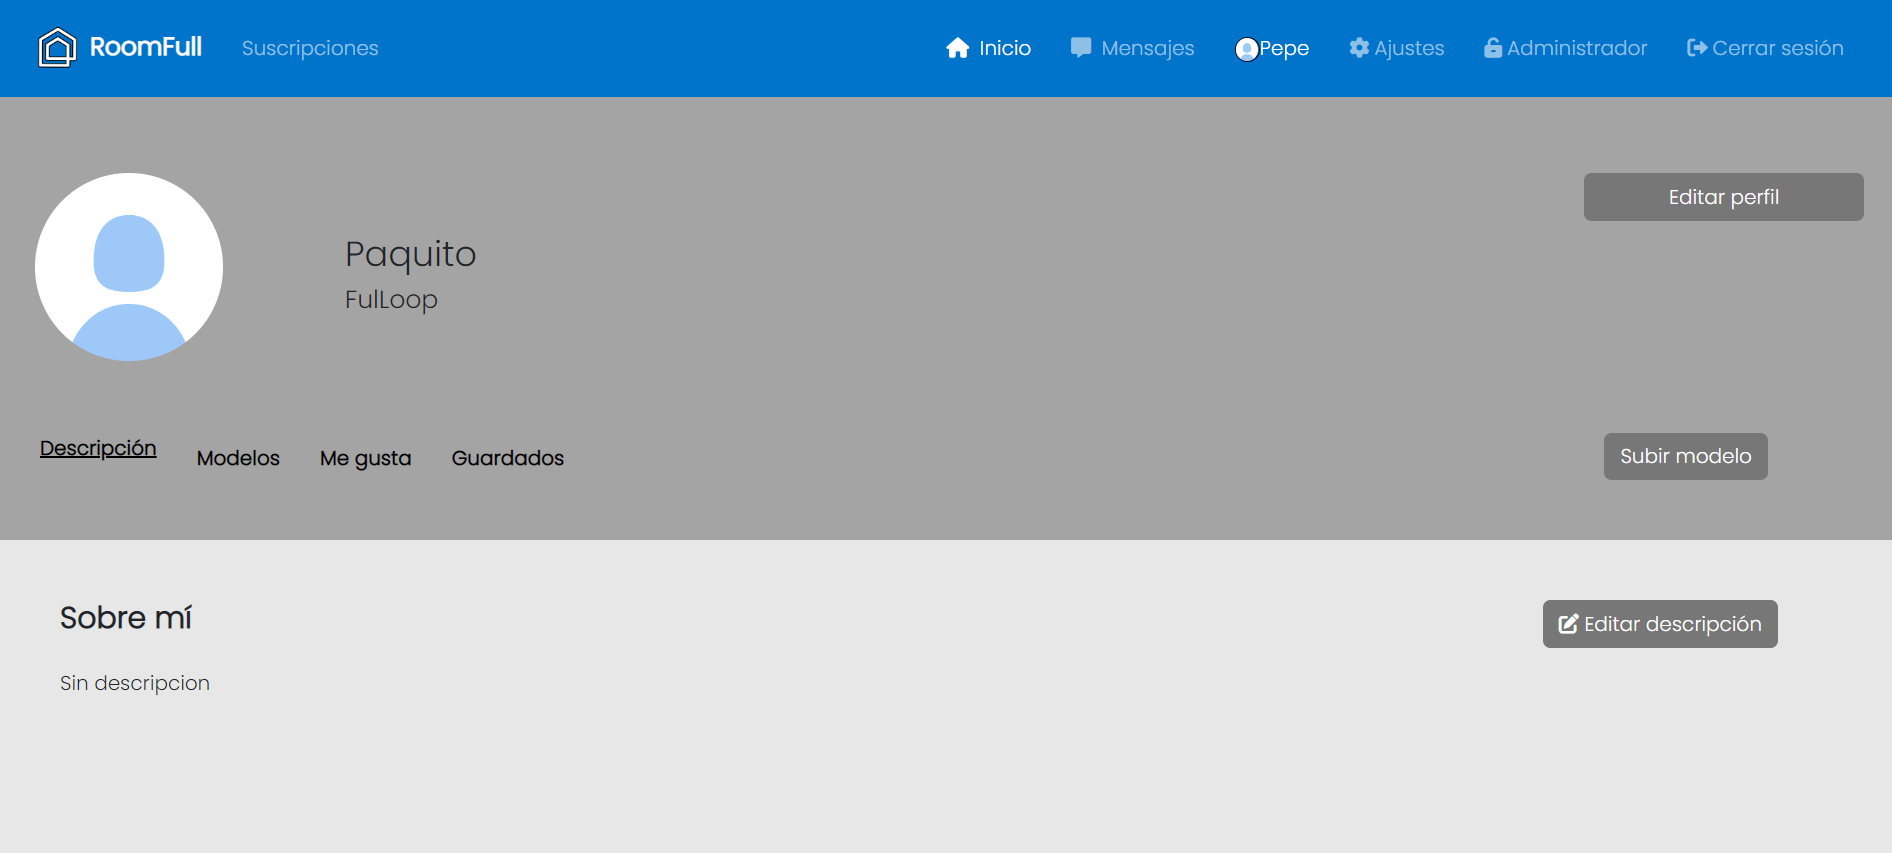 RoomFull Suscripciones Inicio Mensajes Pepe Ajustes Administrador Cerrar sesión
Editar perfil
Paquito
FulLoop
Descripción Modelos Me gusta Guardados Subir modelo
Sobre mí Editar descripción
Sin descripcion